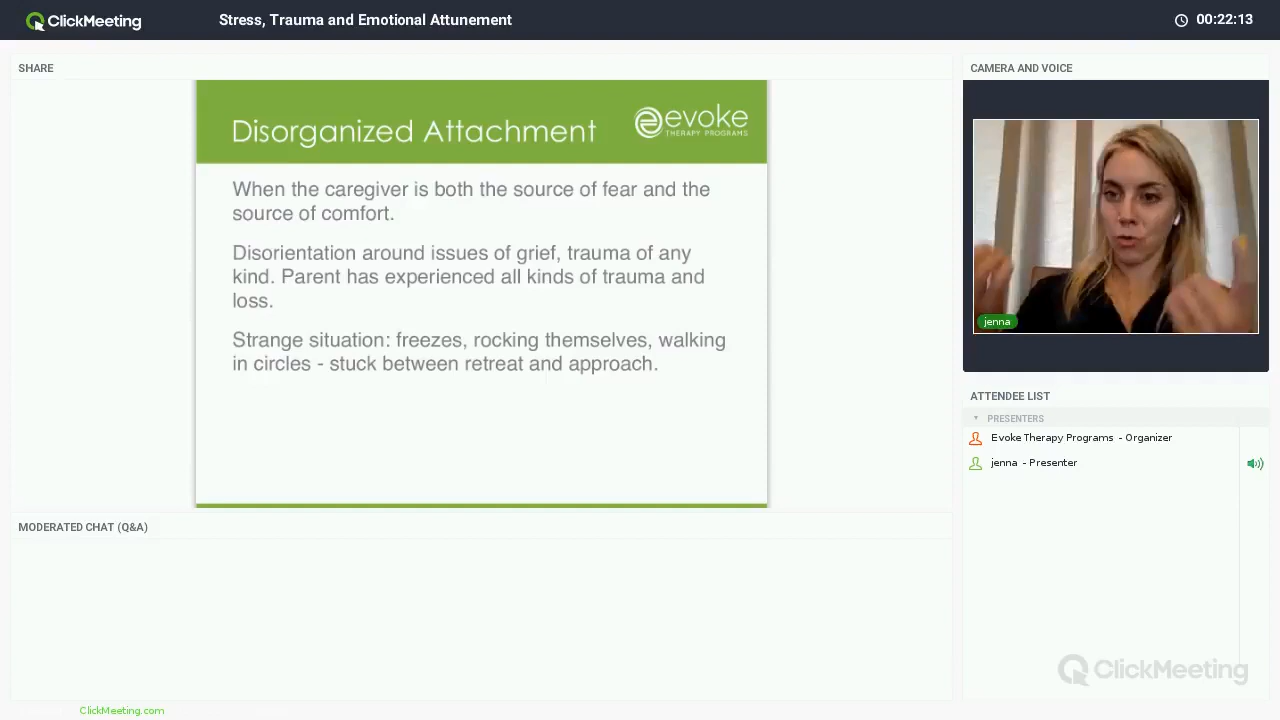 ClickMeeting
Stress, Trauma and Emotional Attunement
00:22:13
SHARE
Disorganized Attachment
evoke
THERAPY PROGRAMS
When the caregiver is both the source of fear and the
source of comfort.
Disorientation around issues of grief, trauma of any
kind. Parent has experienced all kinds of trauma and
loss.
Strange situation: freezes, rocking themselves, walking
in circles - stuck between retreat and approach.
CAMERA AND VOICE
jenna
ATTENDEE LIST
PRESENTERS
Evoke Therapy Programs - Organizer
jenna - Presenter
MODERATED CHAT (Q&A)
ClickMeeting
ClickMeeting.com